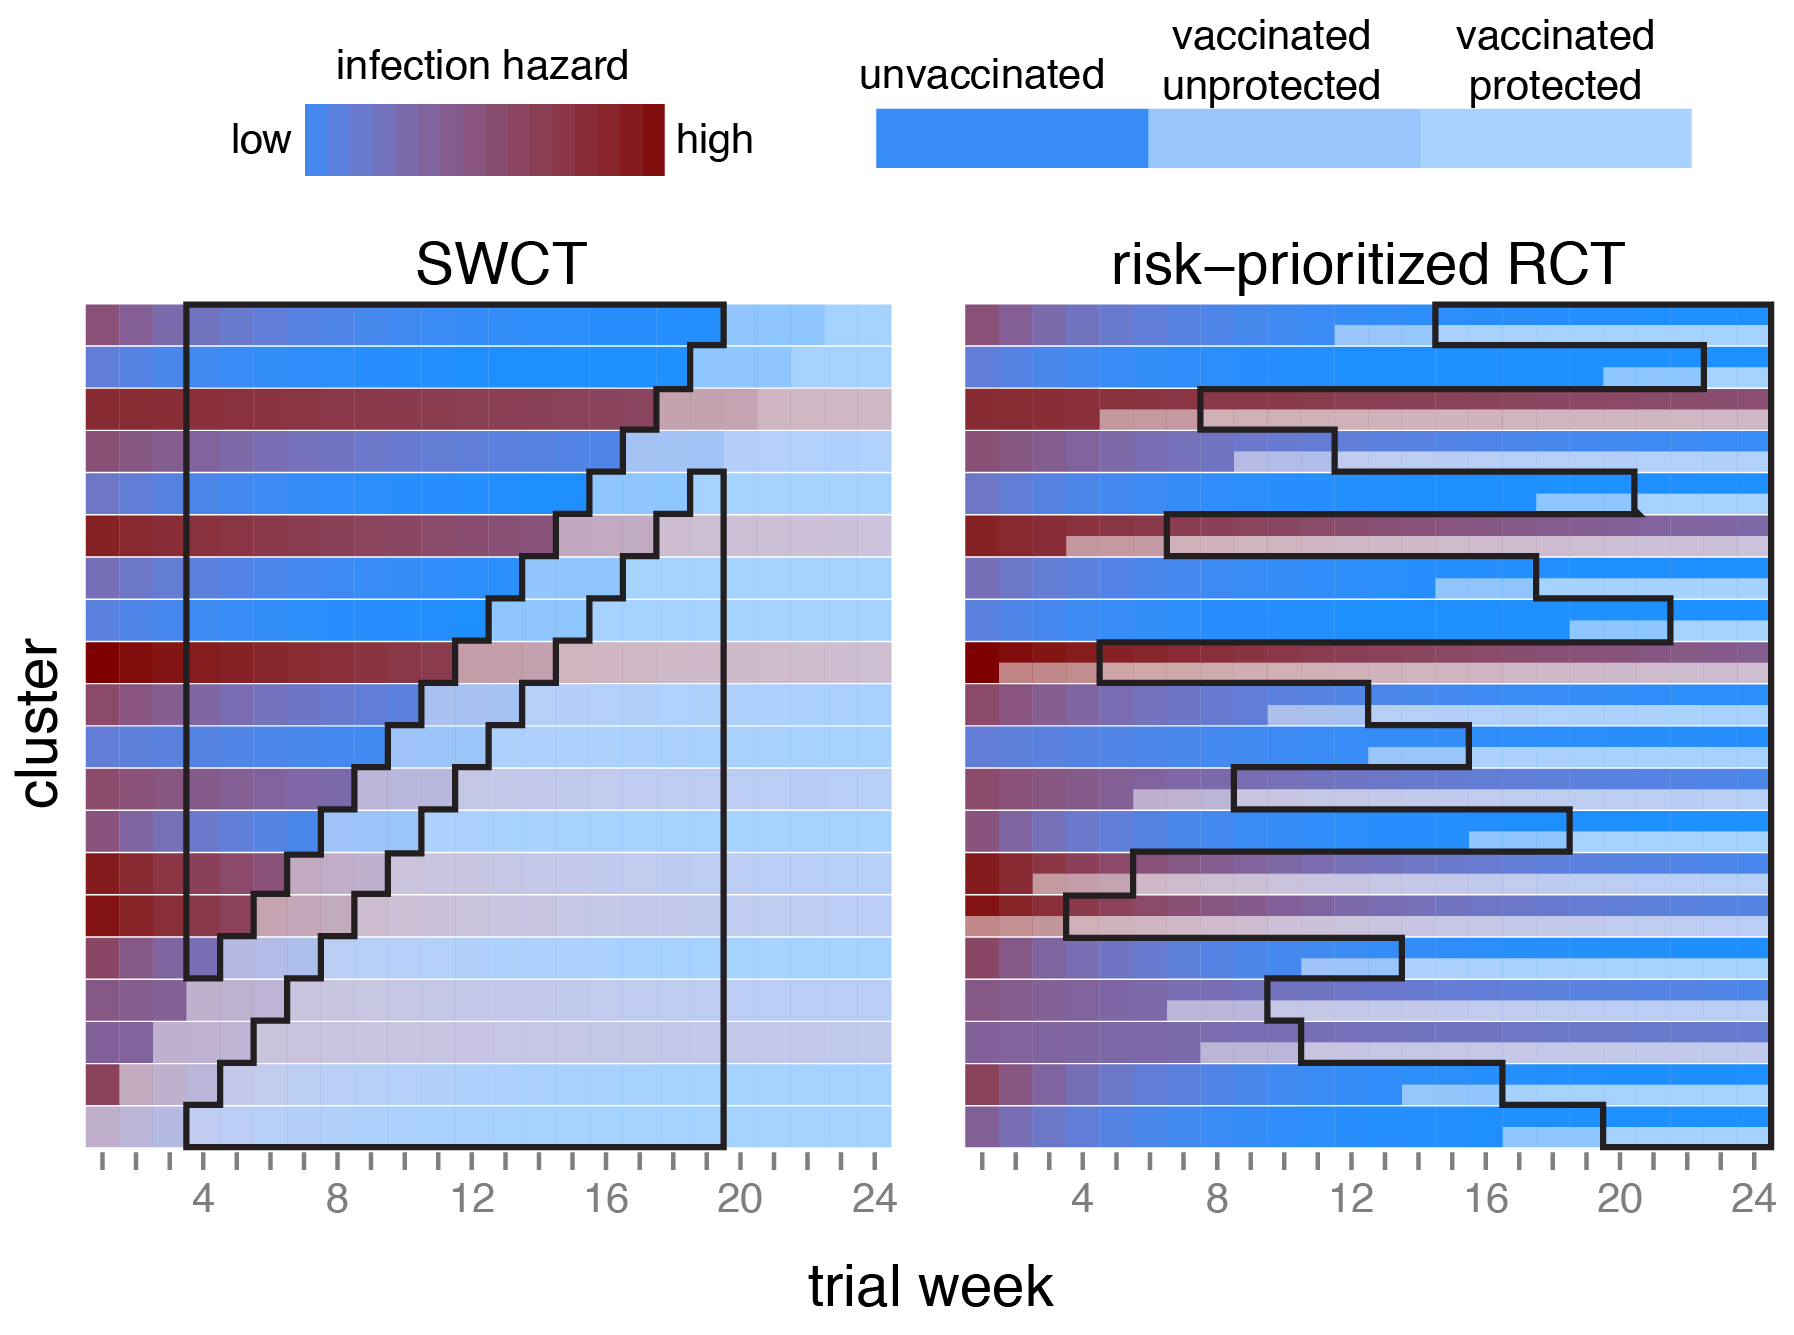 infection hazard
low
high
unvaccinated
vaccinated
unprotected
vaccinated
protected
SWCT
risk–prioritized RCT
cluster
4 8 12 16 20 24
4 8 12 16 20 24
trial week